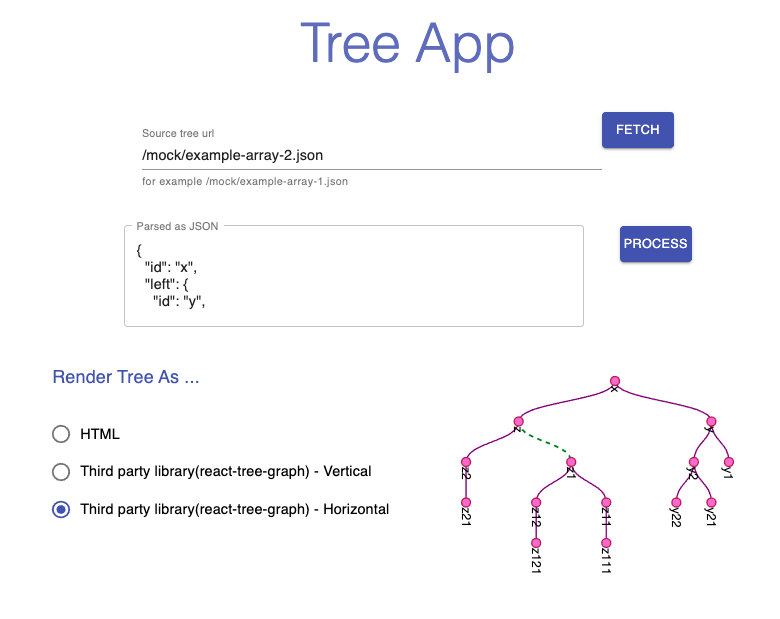 Tree App
Source tree url
/mock/example-array-2.json
FETCH
for example /mock/example-array-1.json
Parsed as JSON
{
"id": "x",
"left": {
"id": "y",
PROCESS
Render Tree As ...
HTML
Third party library(react-tree-graph) - Vertical
Third party library(react-tree-graph) - Horizontal
x
z
y
z2
z1
y2
y1
z21
z12
z11
y22
y21
z121
z111